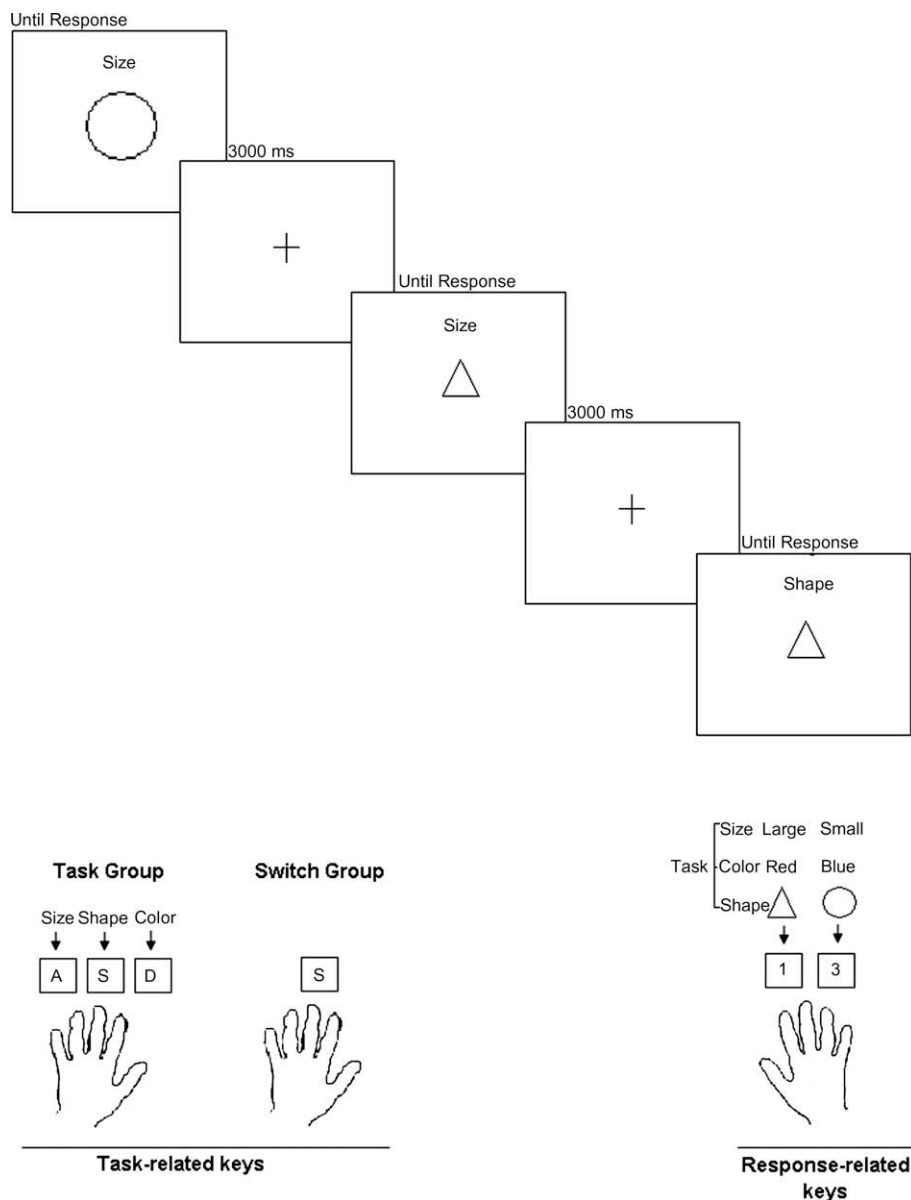 Until Response
Size
3000 ms
Until Response
Size
3000 ms
Until Response
Shape
Task Group
Switch Group
Size Shape Color
A S D
S
Task-related keys
Size Large Small
Task Color Red Blue
Shape
1 3
Response-related
keys